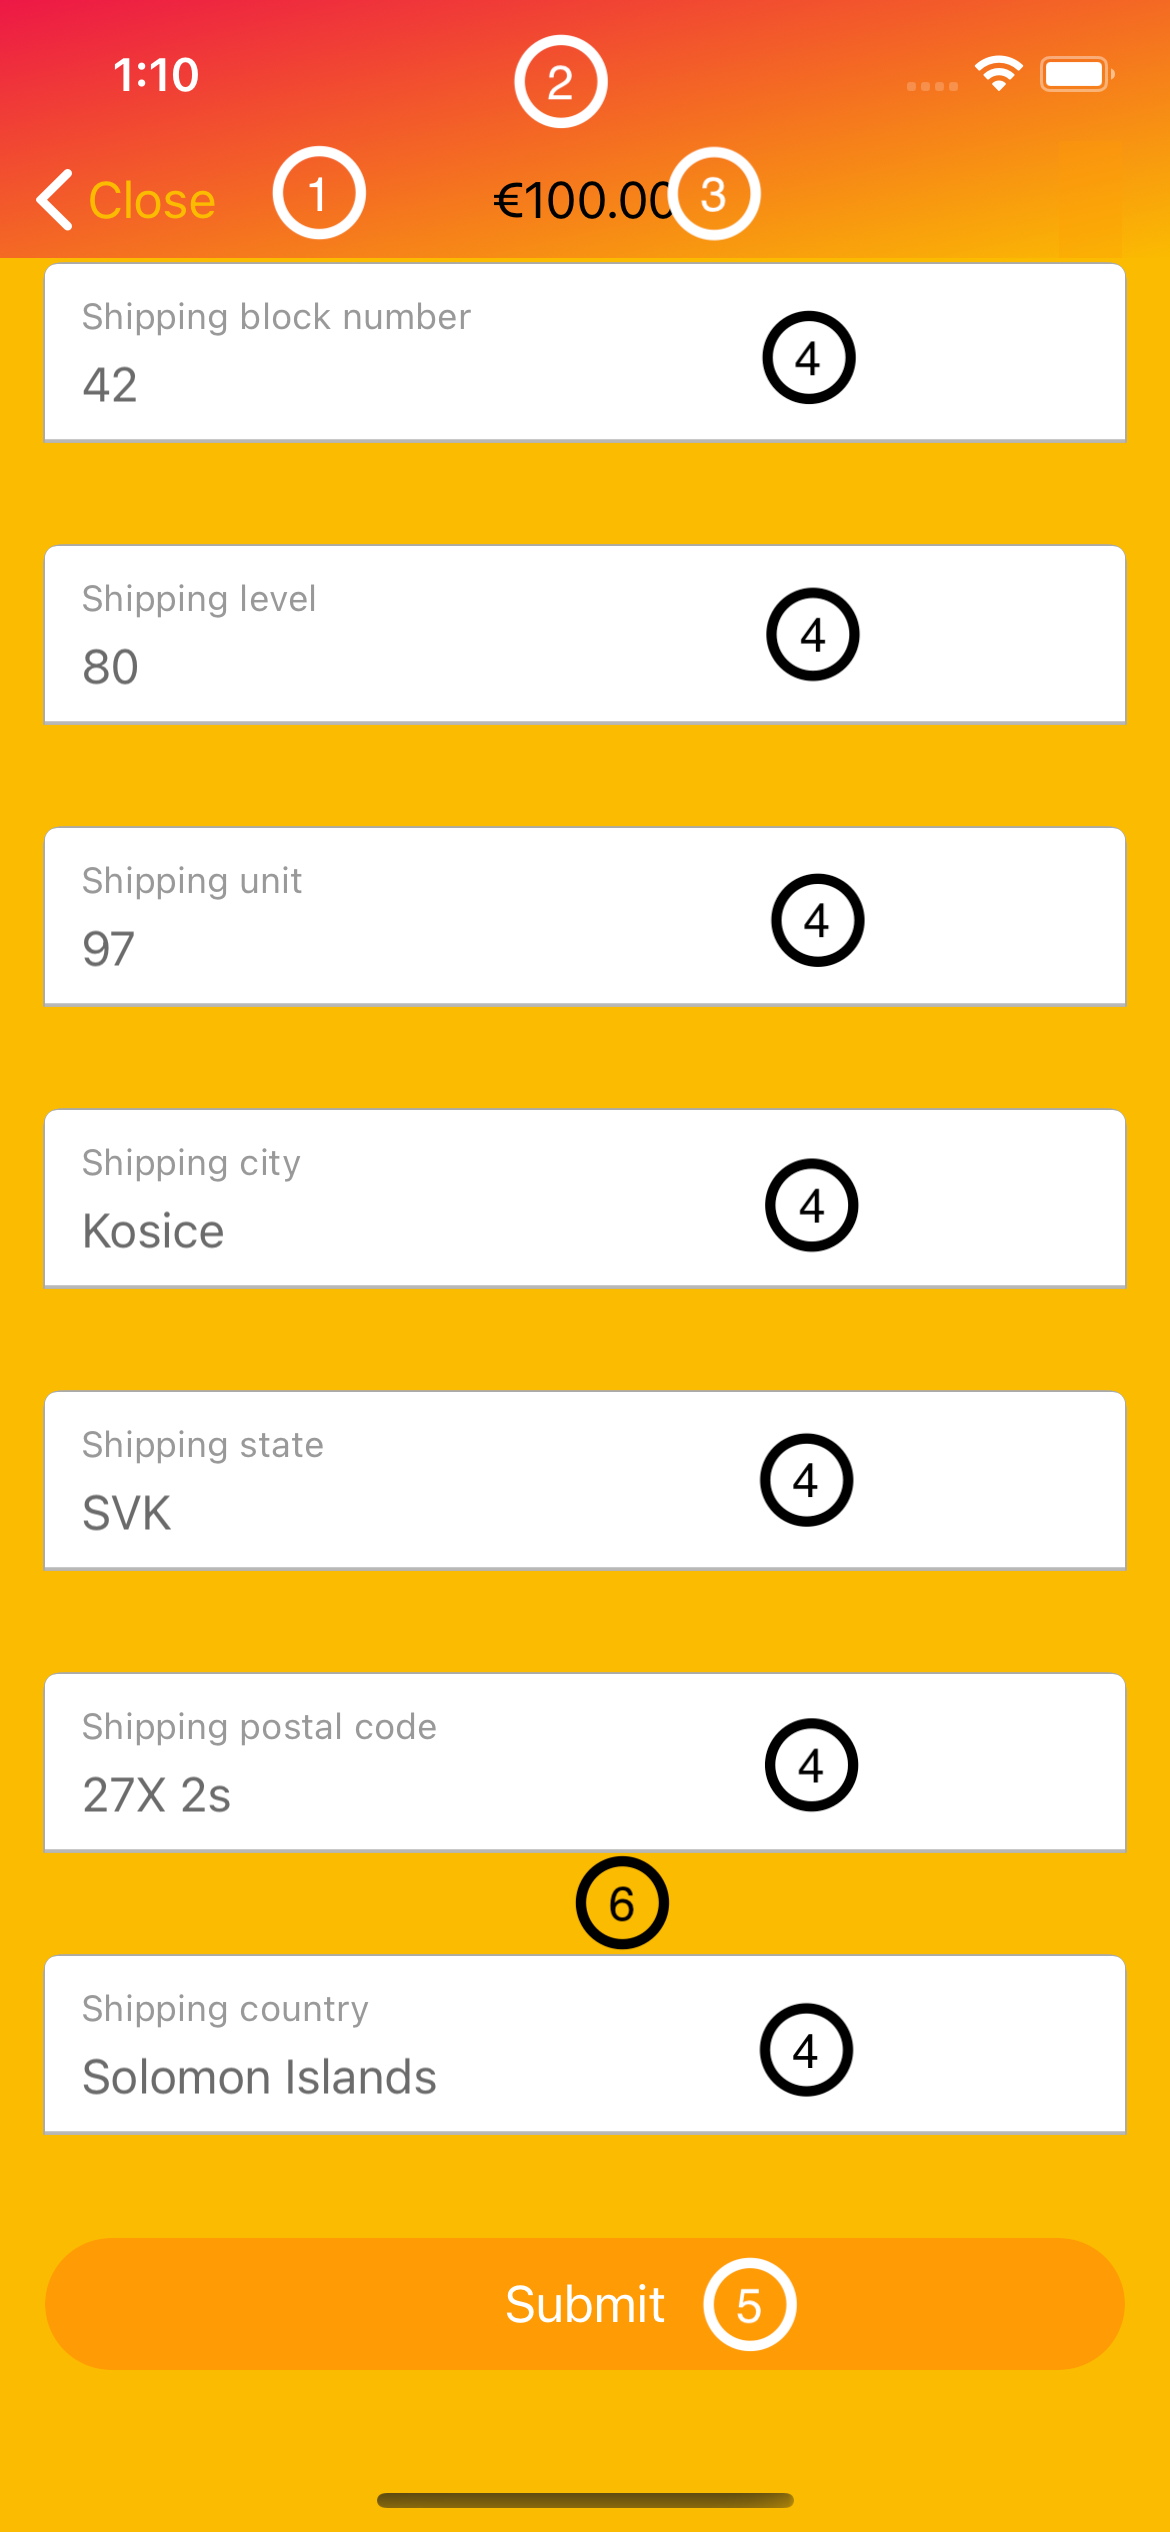 1:10
2
Close
1
€100.00
3
Shipping block number
42
4
Shipping level
80
4
Shipping unit
97
4
Shipping city
Kosice
4
Shipping state
SVK
4
Shipping postal code
27X 2s
4
6
Shipping country
Solomon Islands
4
Submit
5